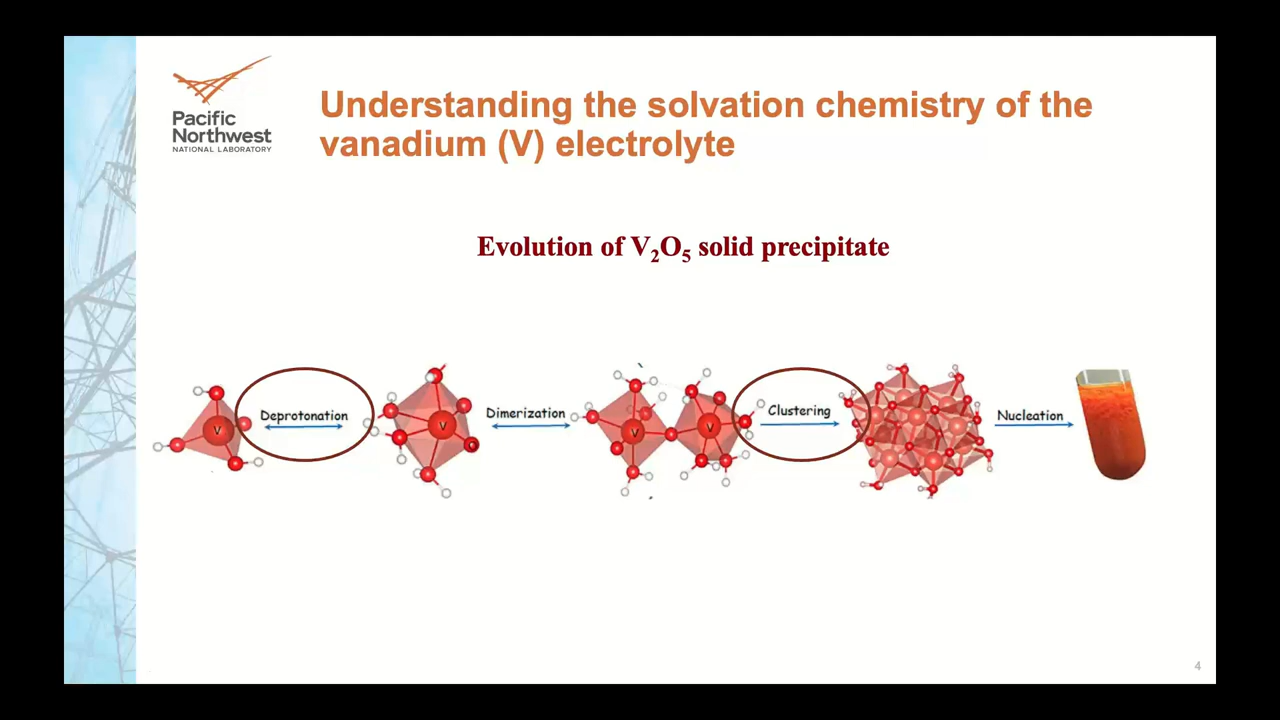 Pacific
Northwest
NATIONAL LABORATORY
Understanding the solvation chemistry of the
vanadium (V) electrolyte
Evolution of V₂O₅ solid precipitate
V
Deprotonation
V
Dimerization
V
V
Clustering
Nucleation
4